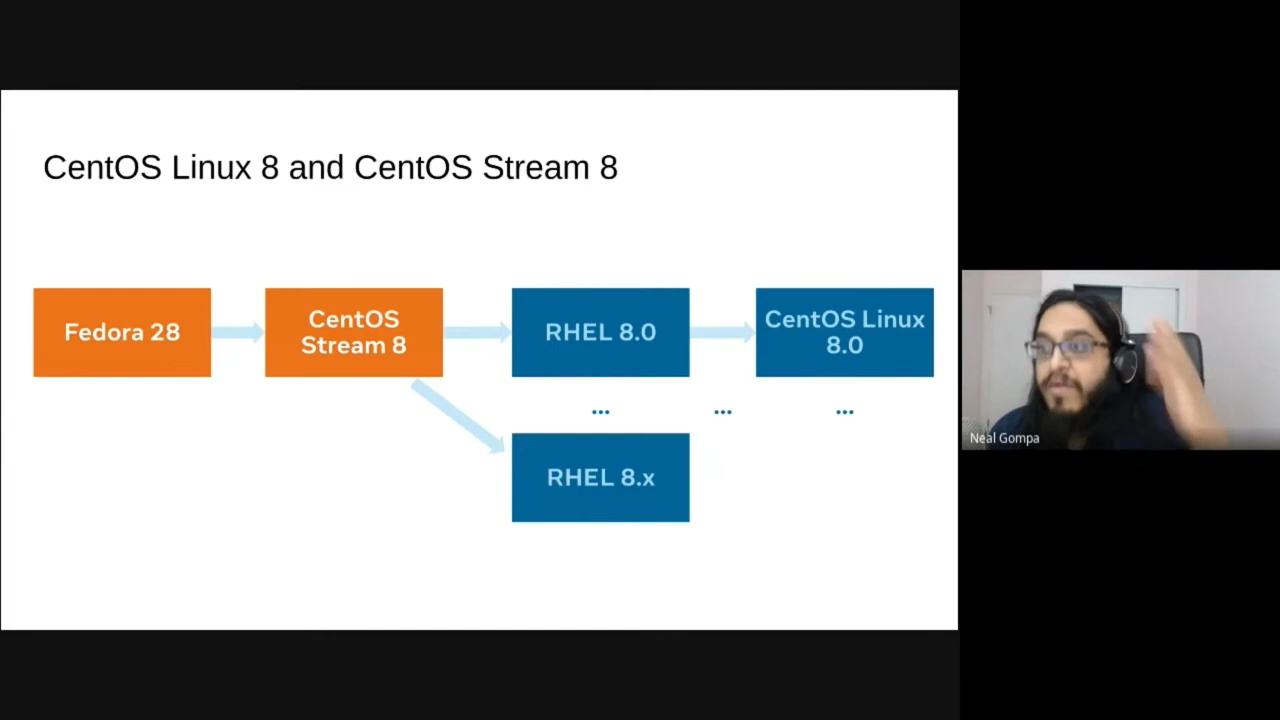 CentOS Linux 8 and CentOS Stream 8
Fedora 28
CentOS
Stream 8
RHEL 8.0
CentOS Linux
8.0
...
...
...
RHEL 8.x
Neal Gompa